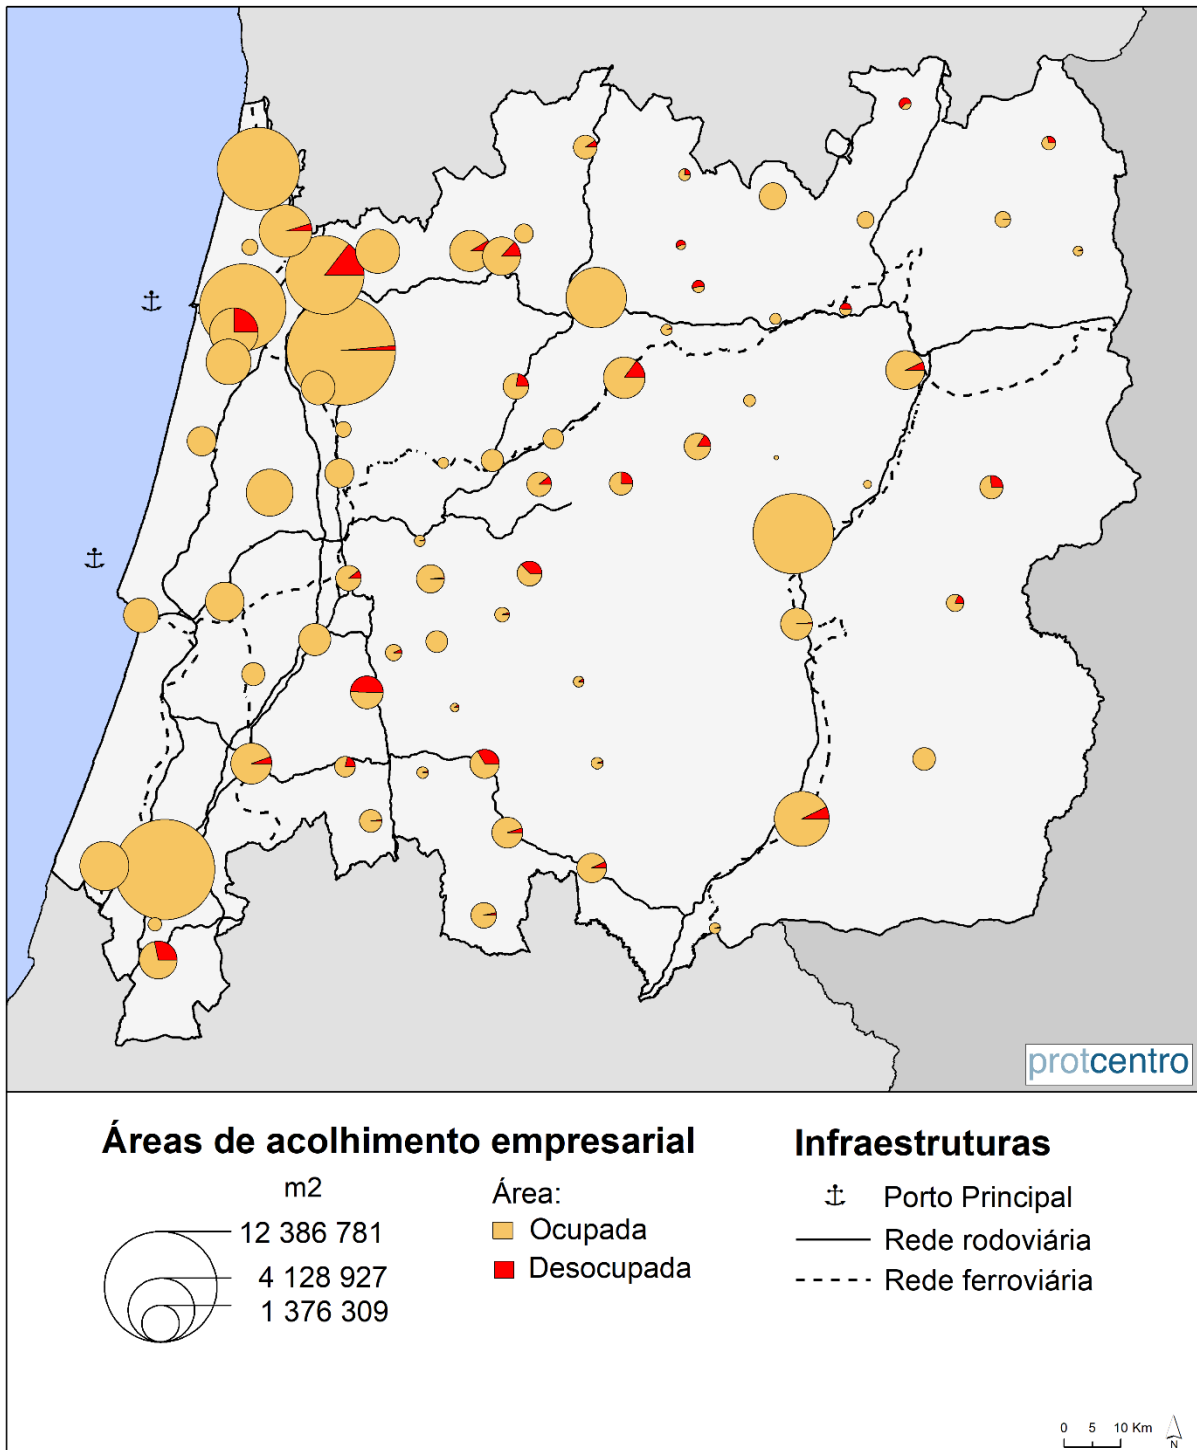 protcentro
Áreas de acolhimento empresarial
m2
12 386 781
4 128 927
1 376 309
Área:
Ocupada
Desocupada
Infraestruturas
Porto Principal
Rede rodoviária
Rede ferroviária
0 5 10 Km
N